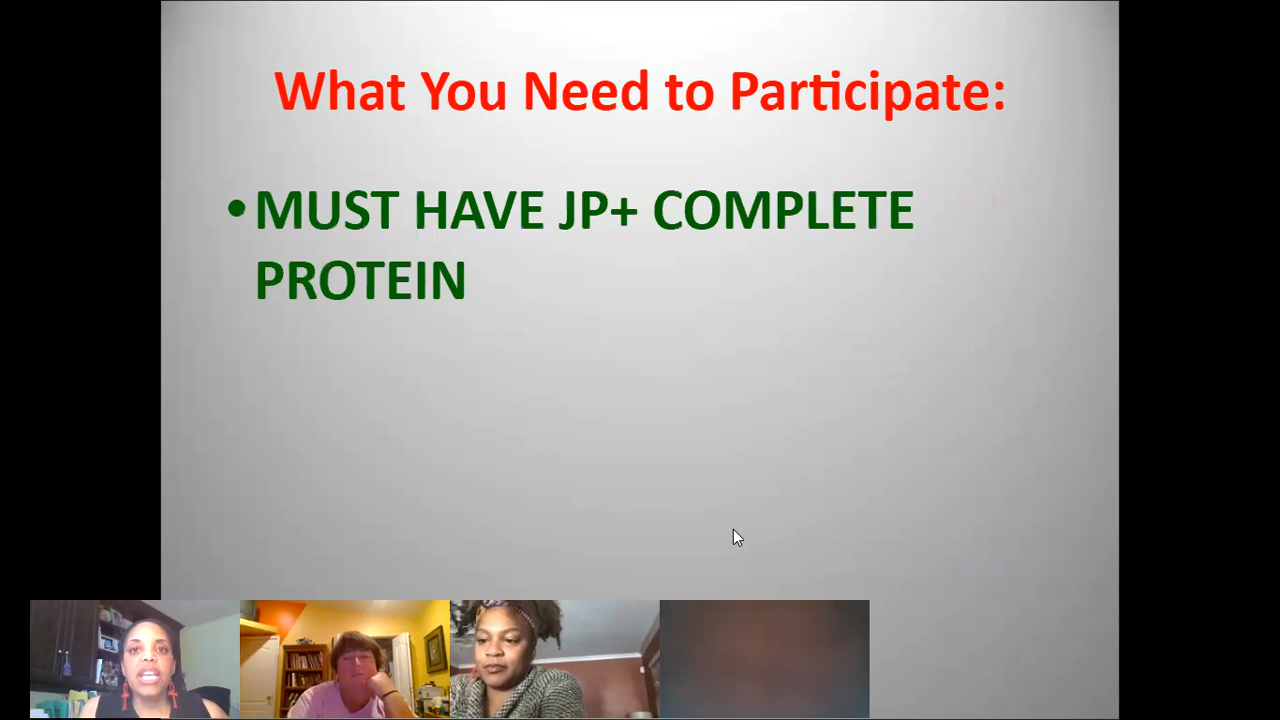 What You Need to Participate:
• MUST HAVE JP+ COMPLETE
PROTEIN